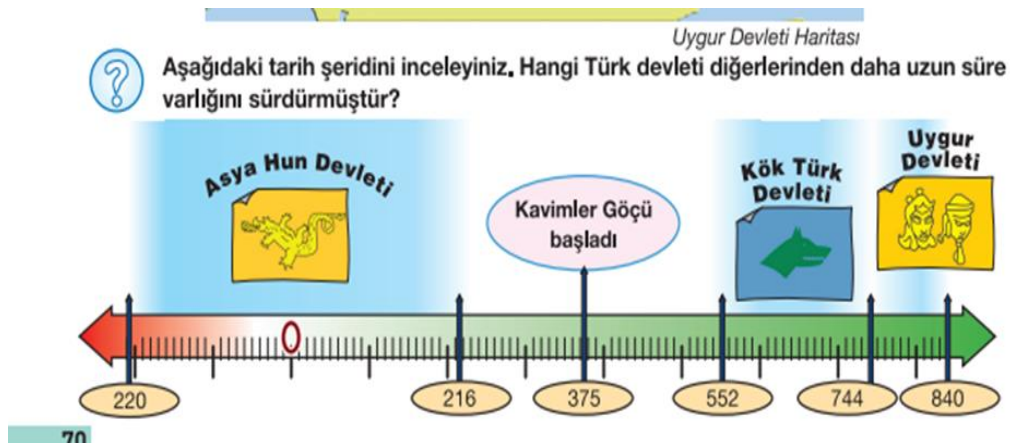 Uygur Devleti Haritası
Aşağıdaki tarih şeridini inceleyiniz. Hangi Türk devleti diğerlerinden daha uzun süre
varlığını sürdürmüştür?
Asya Hun Devleti
Kavimler Göçü
başladı
Kök Türk
Devleti
Uygur
Devleti
0
220
216
375
552
744
840
70